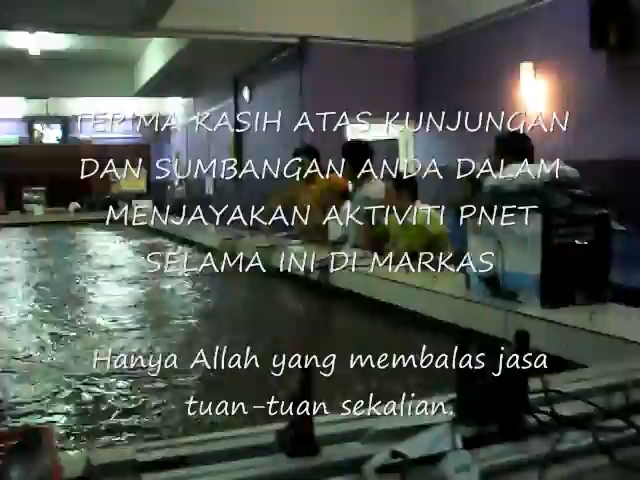 TERIMA KASIH ATAS KUNJUNGAN
DAN SUMBANGAN ANDA DALAM
MENJAYAKAN AKTIVITI PNET
SELAMA INI DI MARKAS
Hanya Allah yang membalas jasa
tuan-tuan sekalian.